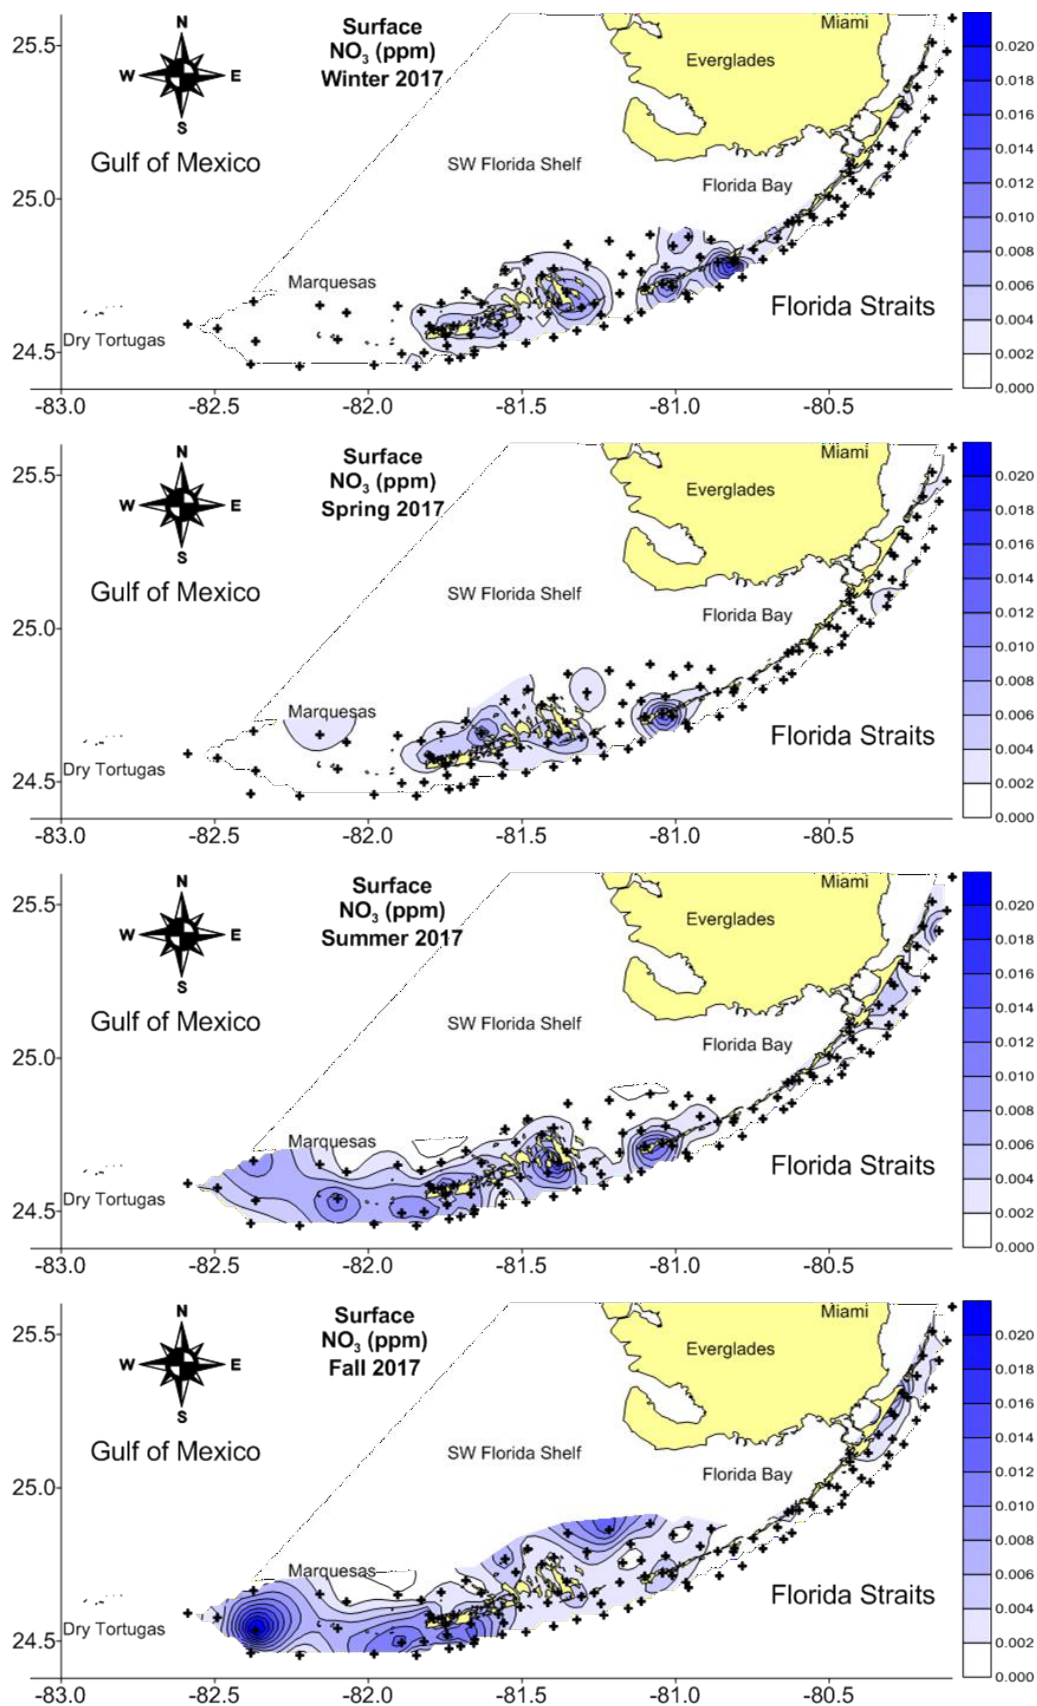 Surface
NO3 (ppm)
Winter 2017
N
W E
S
Gulf of Mexico
Miami
Everglades
SW Florida Shelf
Florida Bay
Marquesas
Dry Tortugas
Florida Straits
25.5
25.0
24.5
-83.0 -82.5 -82.0 -81.5 -81.0 -80.5
0.020
0.018
0.016
0.014
0.012
0.010
0.008
0.006
0.004
0.002
0.000
Surface
NO3 (ppm)
Spring 2017
N
W E
S
Gulf of Mexico
Miami
Everglades
SW Florida Shelf
Florida Bay
Marquesas
Dry Tortugas
Florida Straits
25.5
25.0
24.5
-83.0 -82.5 -82.0 -81.5 -81.0 -80.5
0.020
0.018
0.016
0.014
0.012
0.010
0.008
0.006
0.004
0.002
0.000
Surface
NO3 (ppm)
Summer 2017
N
W E
S
Gulf of Mexico
Miami
Everglades
SW Florida Shelf
Florida Bay
Marquesas
Dry Tortugas
Florida Straits
25.5
25.0
24.5
-83.0 -82.5 -82.0 -81.5 -81.0 -80.5
0.020
0.018
0.016
0.014
0.012
0.010
0.008
0.006
0.004
0.002
0.000
Surface
NO3 (ppm)
Fall 2017
N
W E
S
Gulf of Mexico
Miami
Everglades
SW Florida Shelf
Florida Bay
Marquesas
Dry Tortugas
Florida Straits
25.5
25.0
24.5
-83.0 -82.5 -82.0 -81.5 -81.0 -80.5
0.020
0.018
0.016
0.014
0.012
0.010
0.008
0.006
0.004
0.002
0.000